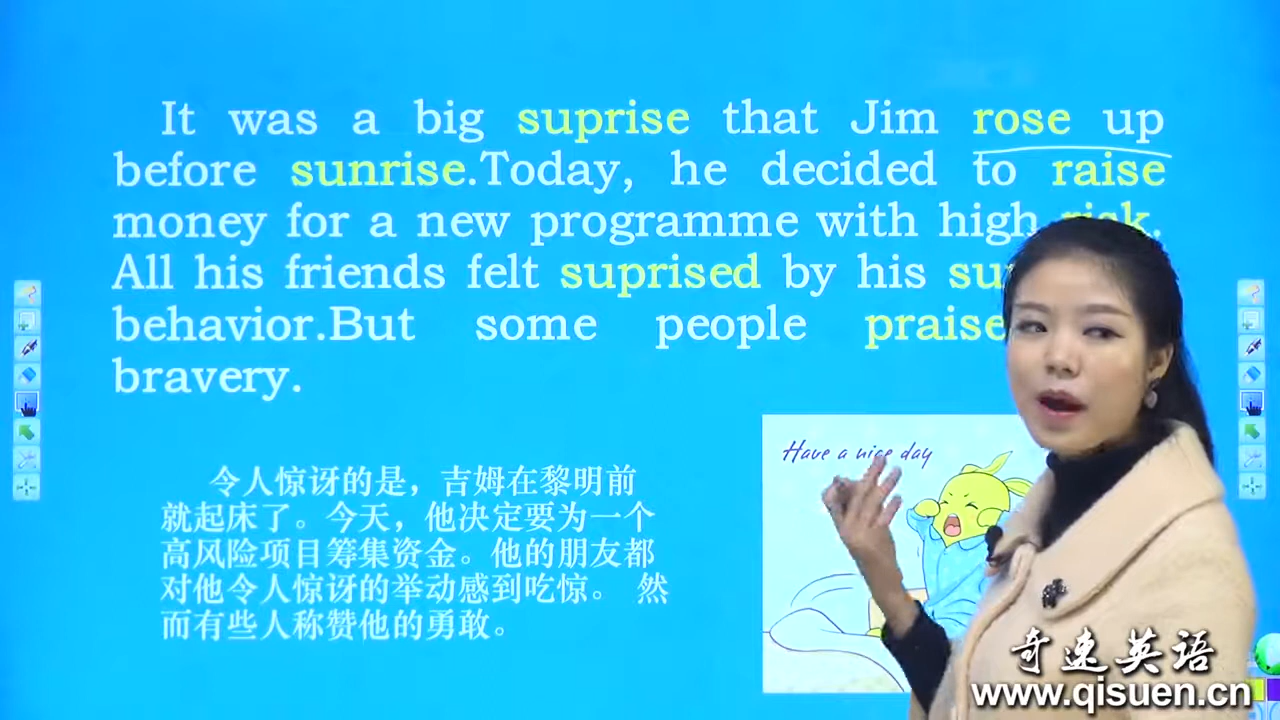 It was a big suprise that Jim rose up
before sunrise.Today, he decided to raise
money for a new programme with high risk.
All his friends felt suprised by his
behavior.But some people praise
bravery.
令人惊讶的是，吉姆在黎明前
就起床了。今天，他决定要为一个
高风险项目筹集资金。他的朋友都
对他令人惊讶的举动感到吃惊。 然
而有些人称赞他的勇敢。
Have a nice day
奇速英语
www.qisuen.cn